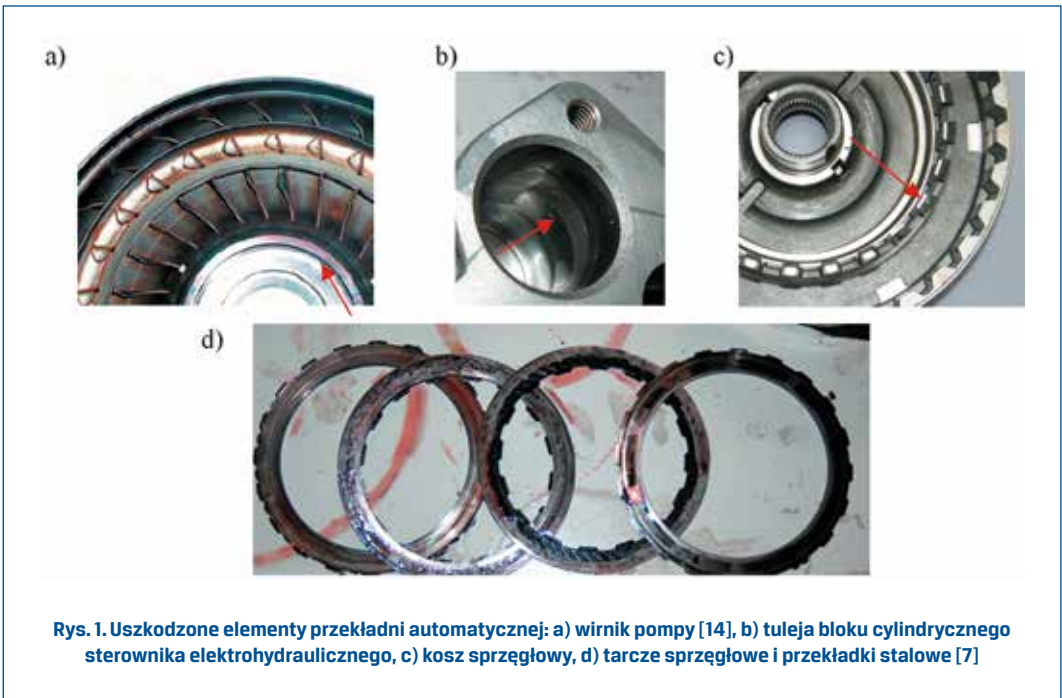 a)
b)
c)
d)
Rys. 1. Uszkodzone elementy przekładni automatycznej: a) wirnik pompy [14], b) tuleja bloku cylindrycznego
sterownika elektrohydraulicznego, c) kosz sprzęgłowy, d) tarcze sprzęgłowe i przekładki stalowe [7]